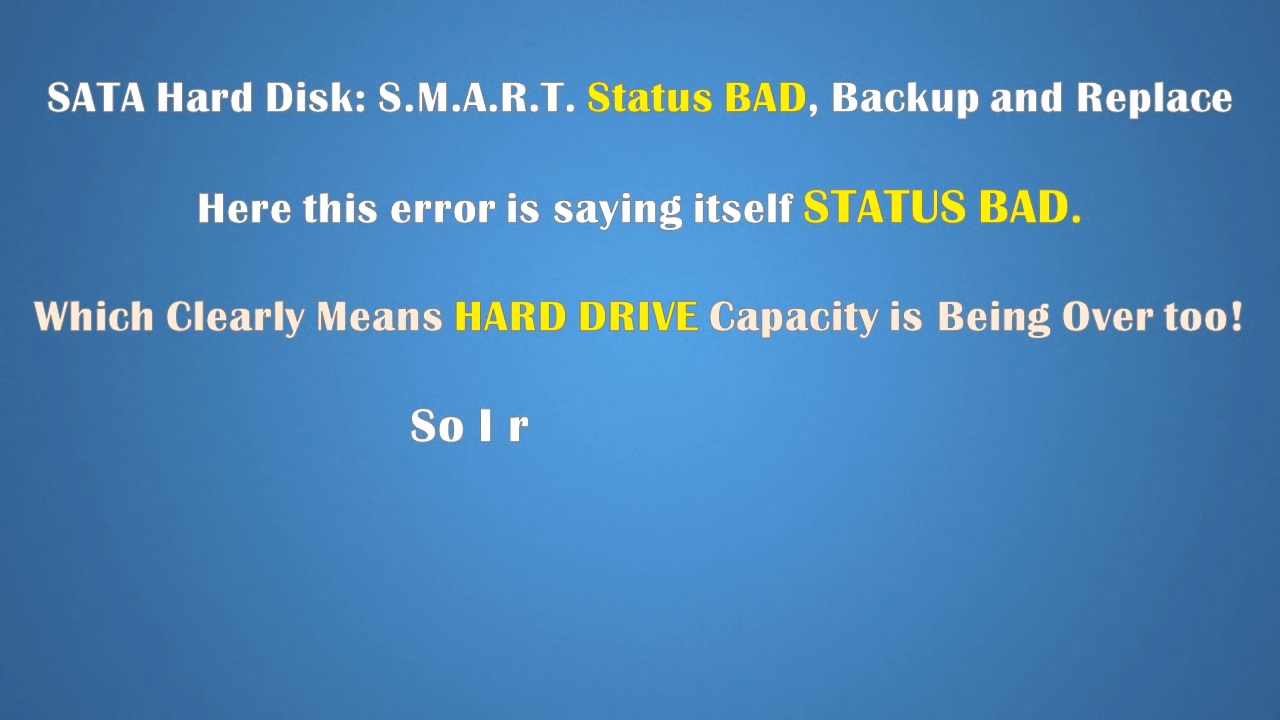 SATA Hard Disk: S.M.A.R.T. Status BAD, Backup and Replace
Here this error is saying itself STATUS BAD.
Which Clearly Means HARD DRIVE Capacity is Being Over too!
So I r